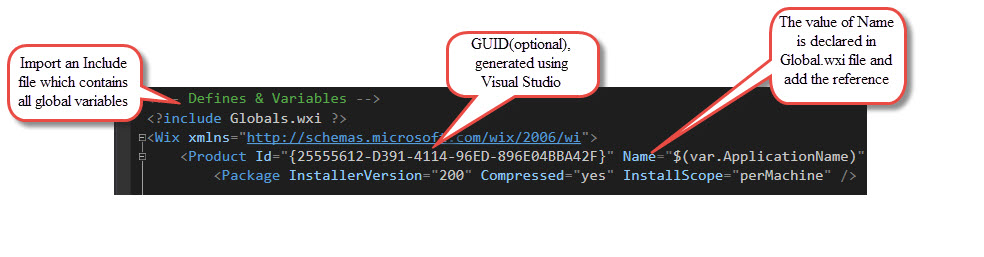 Import an Include
file which contains
all global variables
GUID(optional),
generated using
Visual Studio
The value of Name
is declared in
Global.wxi file and
add the reference
Defines & Variables -->
<?include Globals.wxi ?>
<Wix xmlns="http://schemas.microsoft.com/wix/2006/wi">
<Product Id="{25555612-D391-4114-96ED-896E04BBA42F}" Name="$(var.ApplicationName)"
<Package InstallerVersion="200" Compressed="yes" InstallScope="perMachine" />